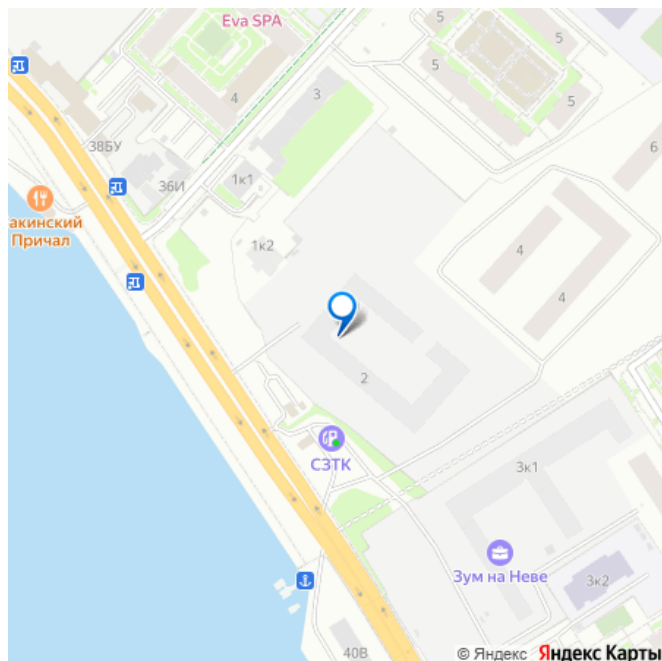 Eva SPA
5
5
5
5
4
3
38БУ
36И
1к1
6
акинский
Причал
1к2
4
4
2
СЗТК
3к1
Зум на Неве
3к2
40В
© Яндекс Яндекс Карты